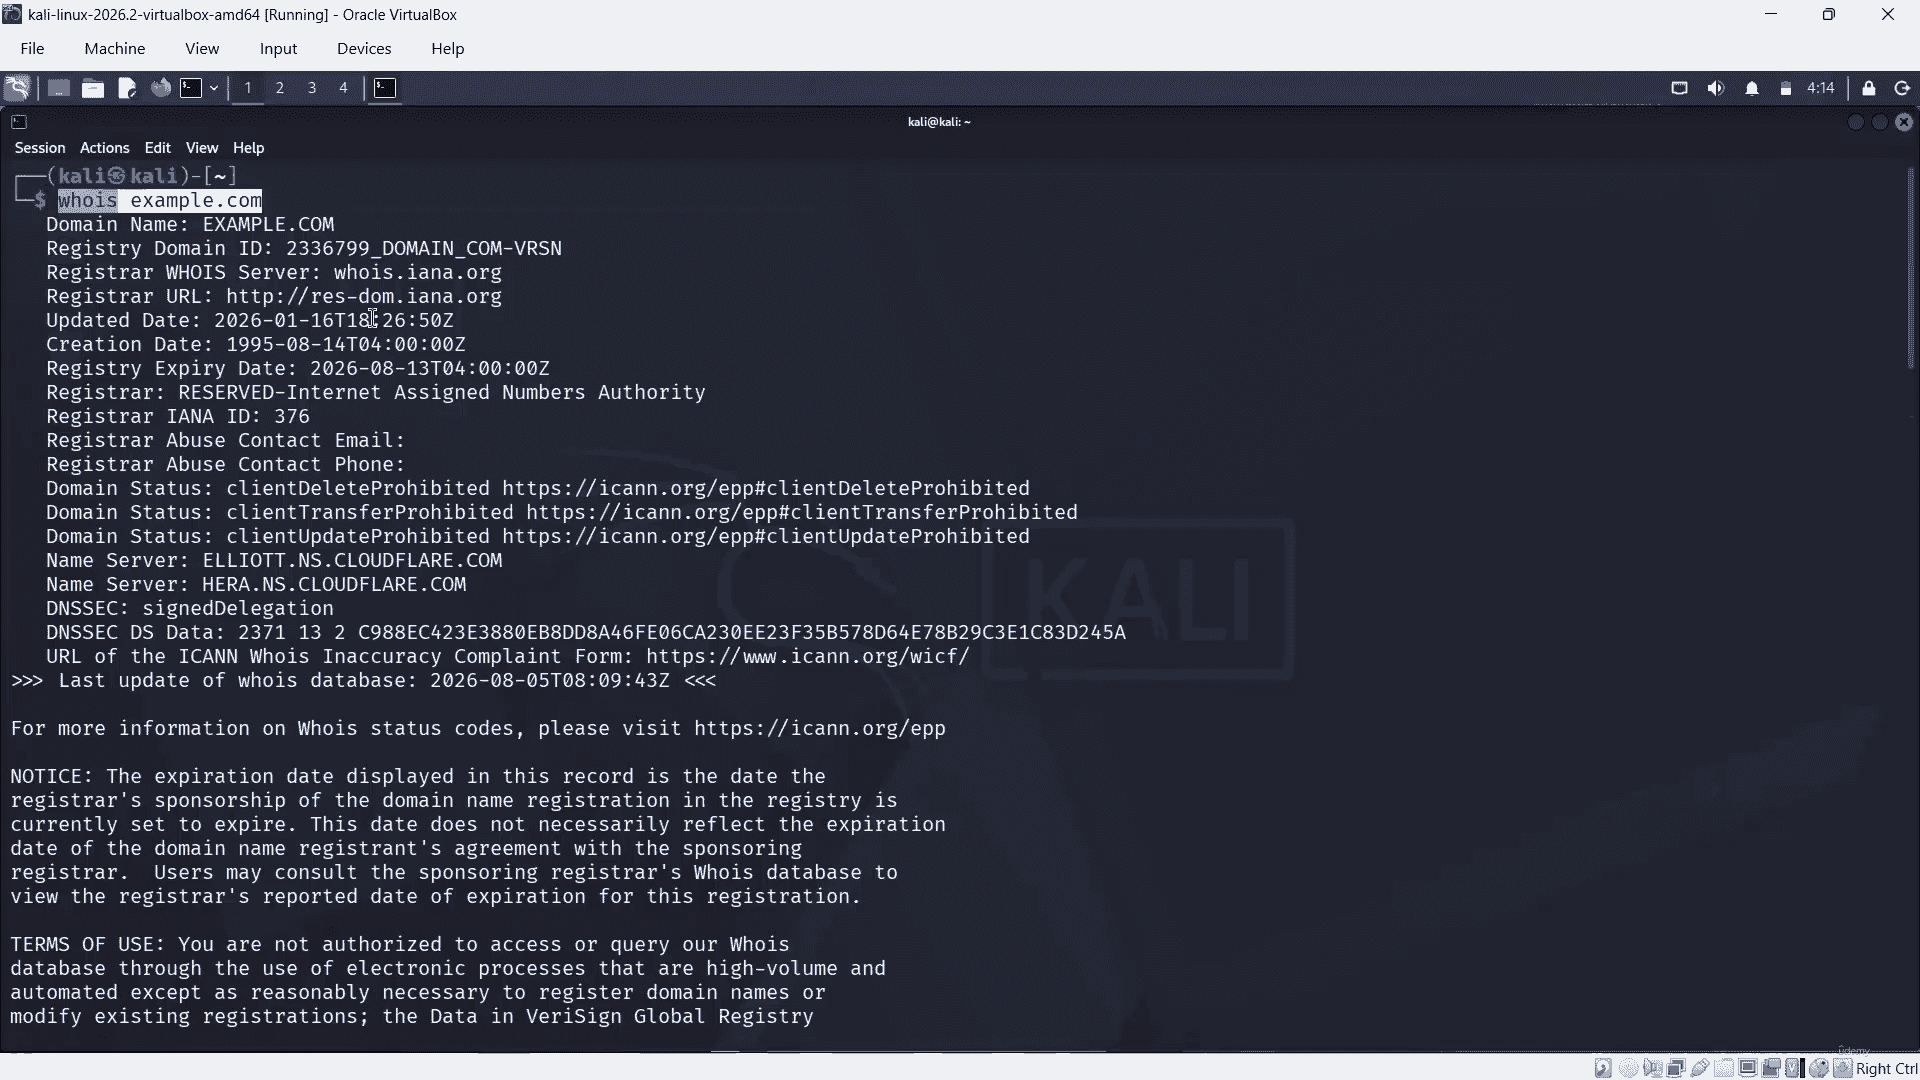 kali-linux-2026.2-virtualbox-amd64 [Running] - Oracle VirtualBox
File Machine View Input Devices Help
1 2 3 4 4:14
kali@kali: ~
Session Actions Edit View Help
(kali㉿kali)-[~]
$ whois example.com
Domain Name: EXAMPLE.COM
Registry Domain ID: 2336799_DOMAIN_COM-VRSN
Registrar WHOIS Server: whois.iana.org
Registrar URL: http://res-dom.iana.org
Updated Date: 2026-01-16T18:26:50Z
Creation Date: 1995-08-14T04:00:00Z
Registry Expiry Date: 2026-08-13T04:00:00Z
Registrar: RESERVED-Internet Assigned Numbers Authority
Registrar IANA ID: 376
Registrar Abuse Contact Email:
Registrar Abuse Contact Phone:
Domain Status: clientDeleteProhibited https://icann.org/epp#clientDeleteProhibited
Domain Status: clientTransferProhibited https://icann.org/epp#clientTransferProhibited
Domain Status: clientUpdateProhibited https://icann.org/epp#clientUpdateProhibited
Name Server: ELLIOTT.NS.CLOUDFLARE.COM
Name Server: HERA.NS.CLOUDFLARE.COM
DNSSEC: signedDelegation
DNSSEC DS Data: 2371 13 2 C988EC423E3880EB8DD8A46FE06CA230EE23F35B578D64E78B29C3E1C83D245A
URL of the ICANN Whois Inaccuracy Complaint Form: https://www.icann.org/wicf/
>>> Last update of whois database: 2026-08-05T08:09:43Z <<<
For more information on Whois status codes, please visit https://icann.org/epp
NOTICE: The expiration date displayed in this record is the date the
registrar's sponsorship of the domain name registration in the registry is
currently set to expire. This date does not necessarily reflect the expiration
date of the domain name registrant's agreement with the sponsoring
registrar.  Users may consult the sponsoring registrar's Whois database to
view the registrar's reported date of expiration for this registration.
TERMS OF USE: You are not authorized to access or query our Whois
database through the use of electronic processes that are high-volume and
automated except as reasonably necessary to register domain names or
modify existing registrations; the Data in VeriSign Global Registry
KALI
udemy
Right Ctrl